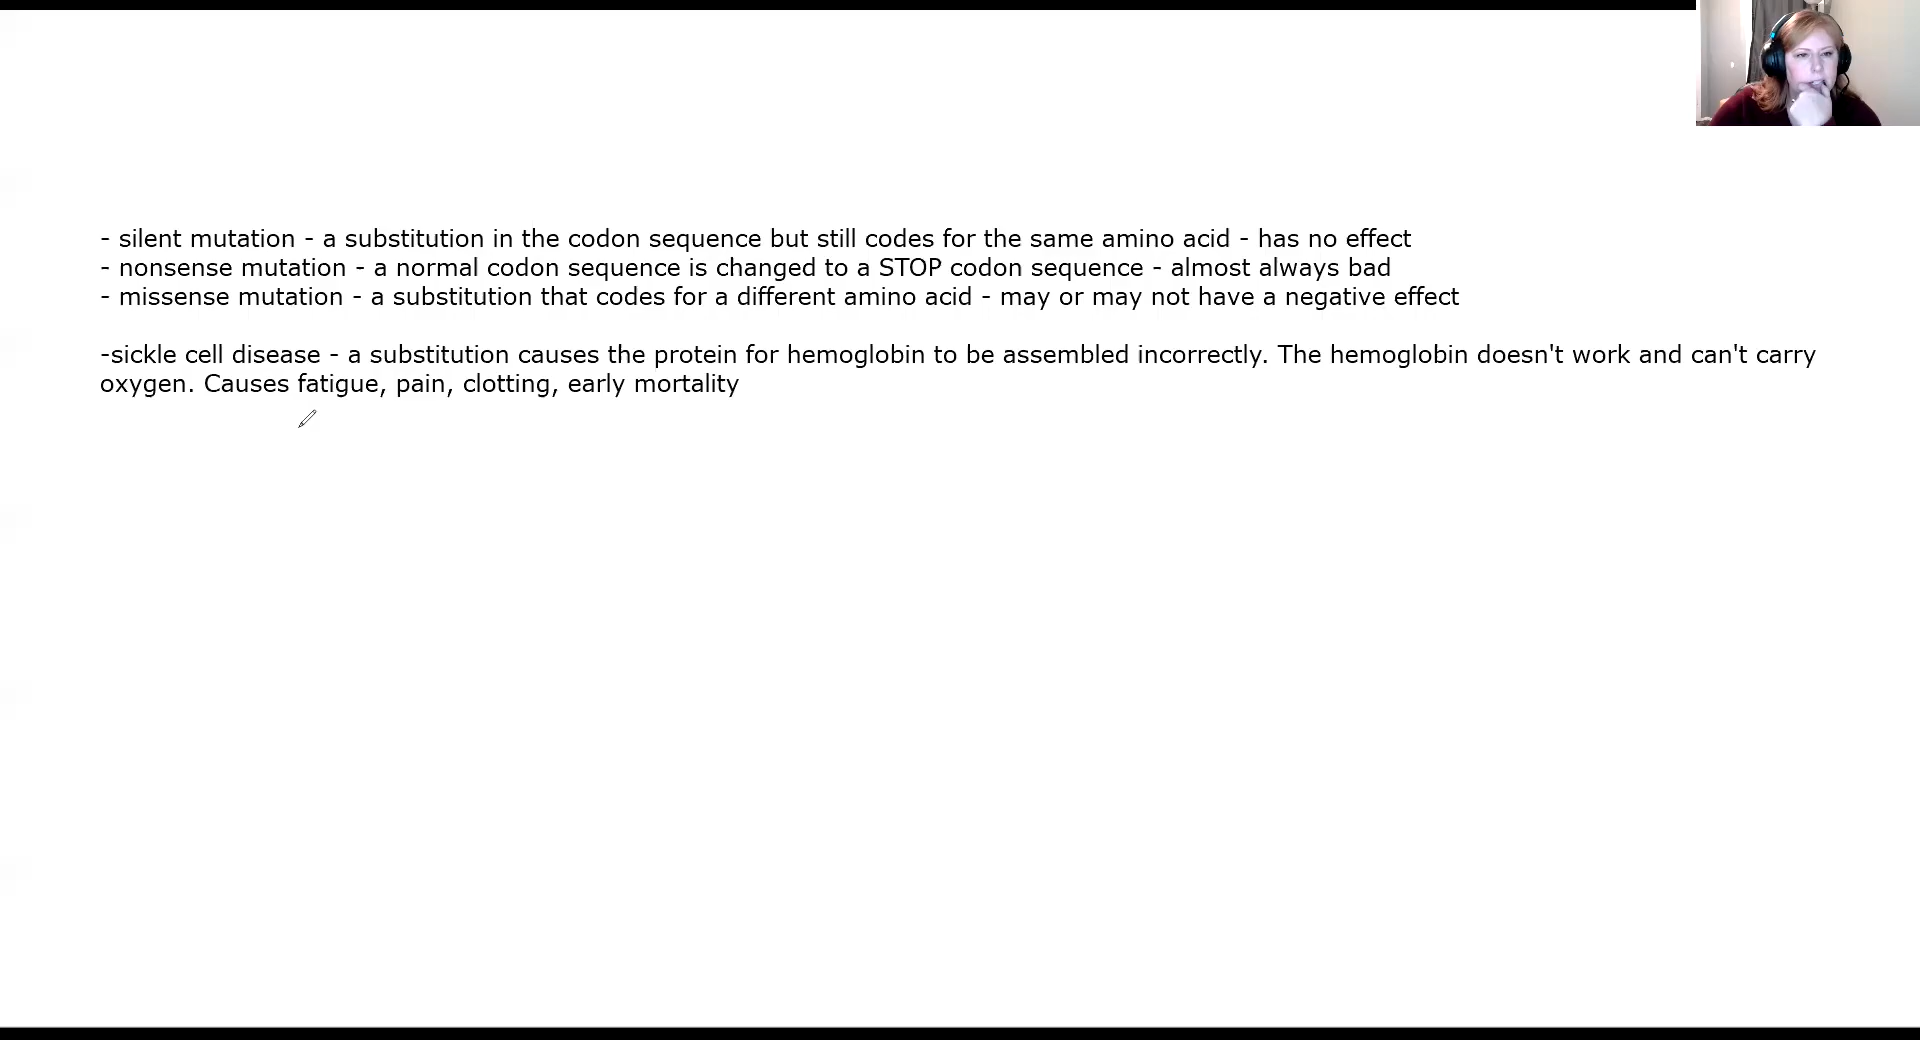 - silent mutation - a substitution in the codon sequence but still codes for the same amino acid - has no effect
- nonsense mutation - a normal codon sequence is changed to a STOP codon sequence - almost always bad
- missense mutation - a substitution that codes for a different amino acid - may or may not have a negative effect
-sickle cell disease - a substitution causes the protein for hemoglobin to be assembled incorrectly. The hemoglobin doesn't work and can't carry
oxygen. Causes fatigue, pain, clotting, early mortality